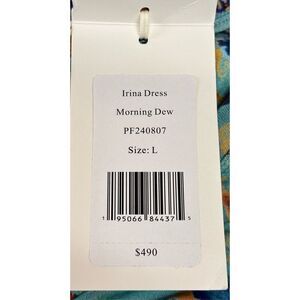 Irina Dress
Morning Dew
PF240807
Size: L
1 95066 84437 5
$490